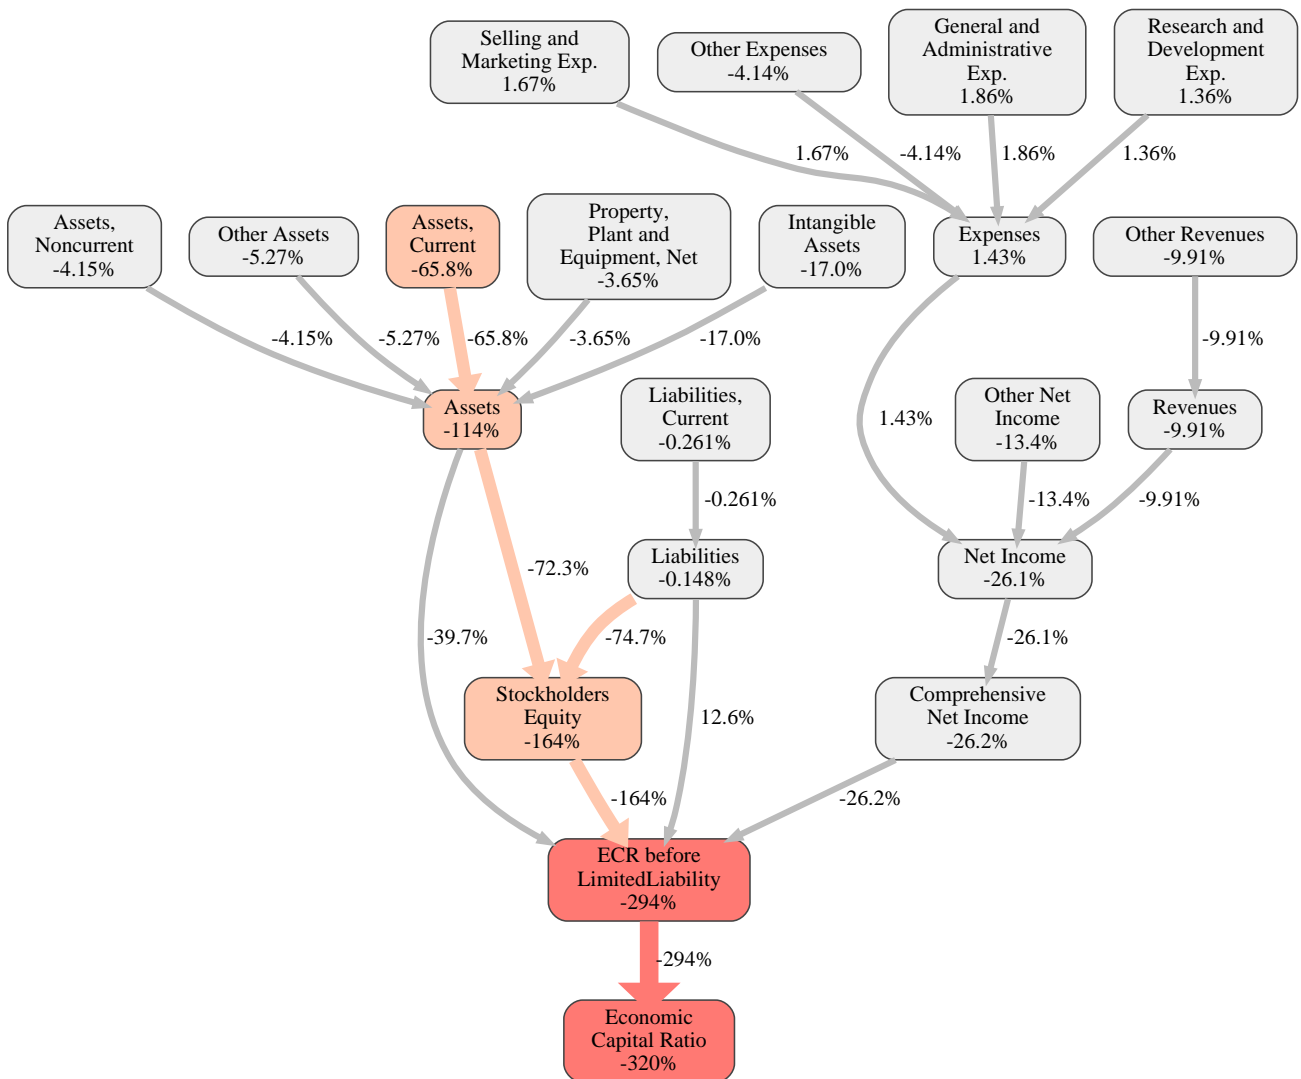 Selling and
Marketing Exp.
1.67%
Other Expenses
-4.14%
General and
Administrative
Exp.
1.86%
Research and
Development
Exp.
1.36%
1.67%
-4.14%
1.86%
1.36%
Assets,
Noncurrent
-4.15%
Other Assets
-5.27%
Assets,
Current
-65.8%
Property,
Plant and
Equipment, Net
-3.65%
Intangible
Assets
-17.0%
Expenses
1.43%
Other Revenues
-9.91%
-4.15%
-5.27%
-65.8%
-3.65%
-17.0%
-9.91%
Assets
-114%
Liabilities,
Current
-0.261%
1.43%
Other Net
Income
-13.4%
Revenues
-9.91%
-0.261%
-13.4%
-9.91%
-72.3%
Liabilities
-0.148%
Net Income
-26.1%
-39.7%
-74.7%
-26.1%
Stockholders
Equity
-164%
12.6%
Comprehensive
Net Income
-26.2%
-164%
-26.2%
ECR before
LimitedLiability
-294%
-294%
Economic
Capital Ratio
-320%